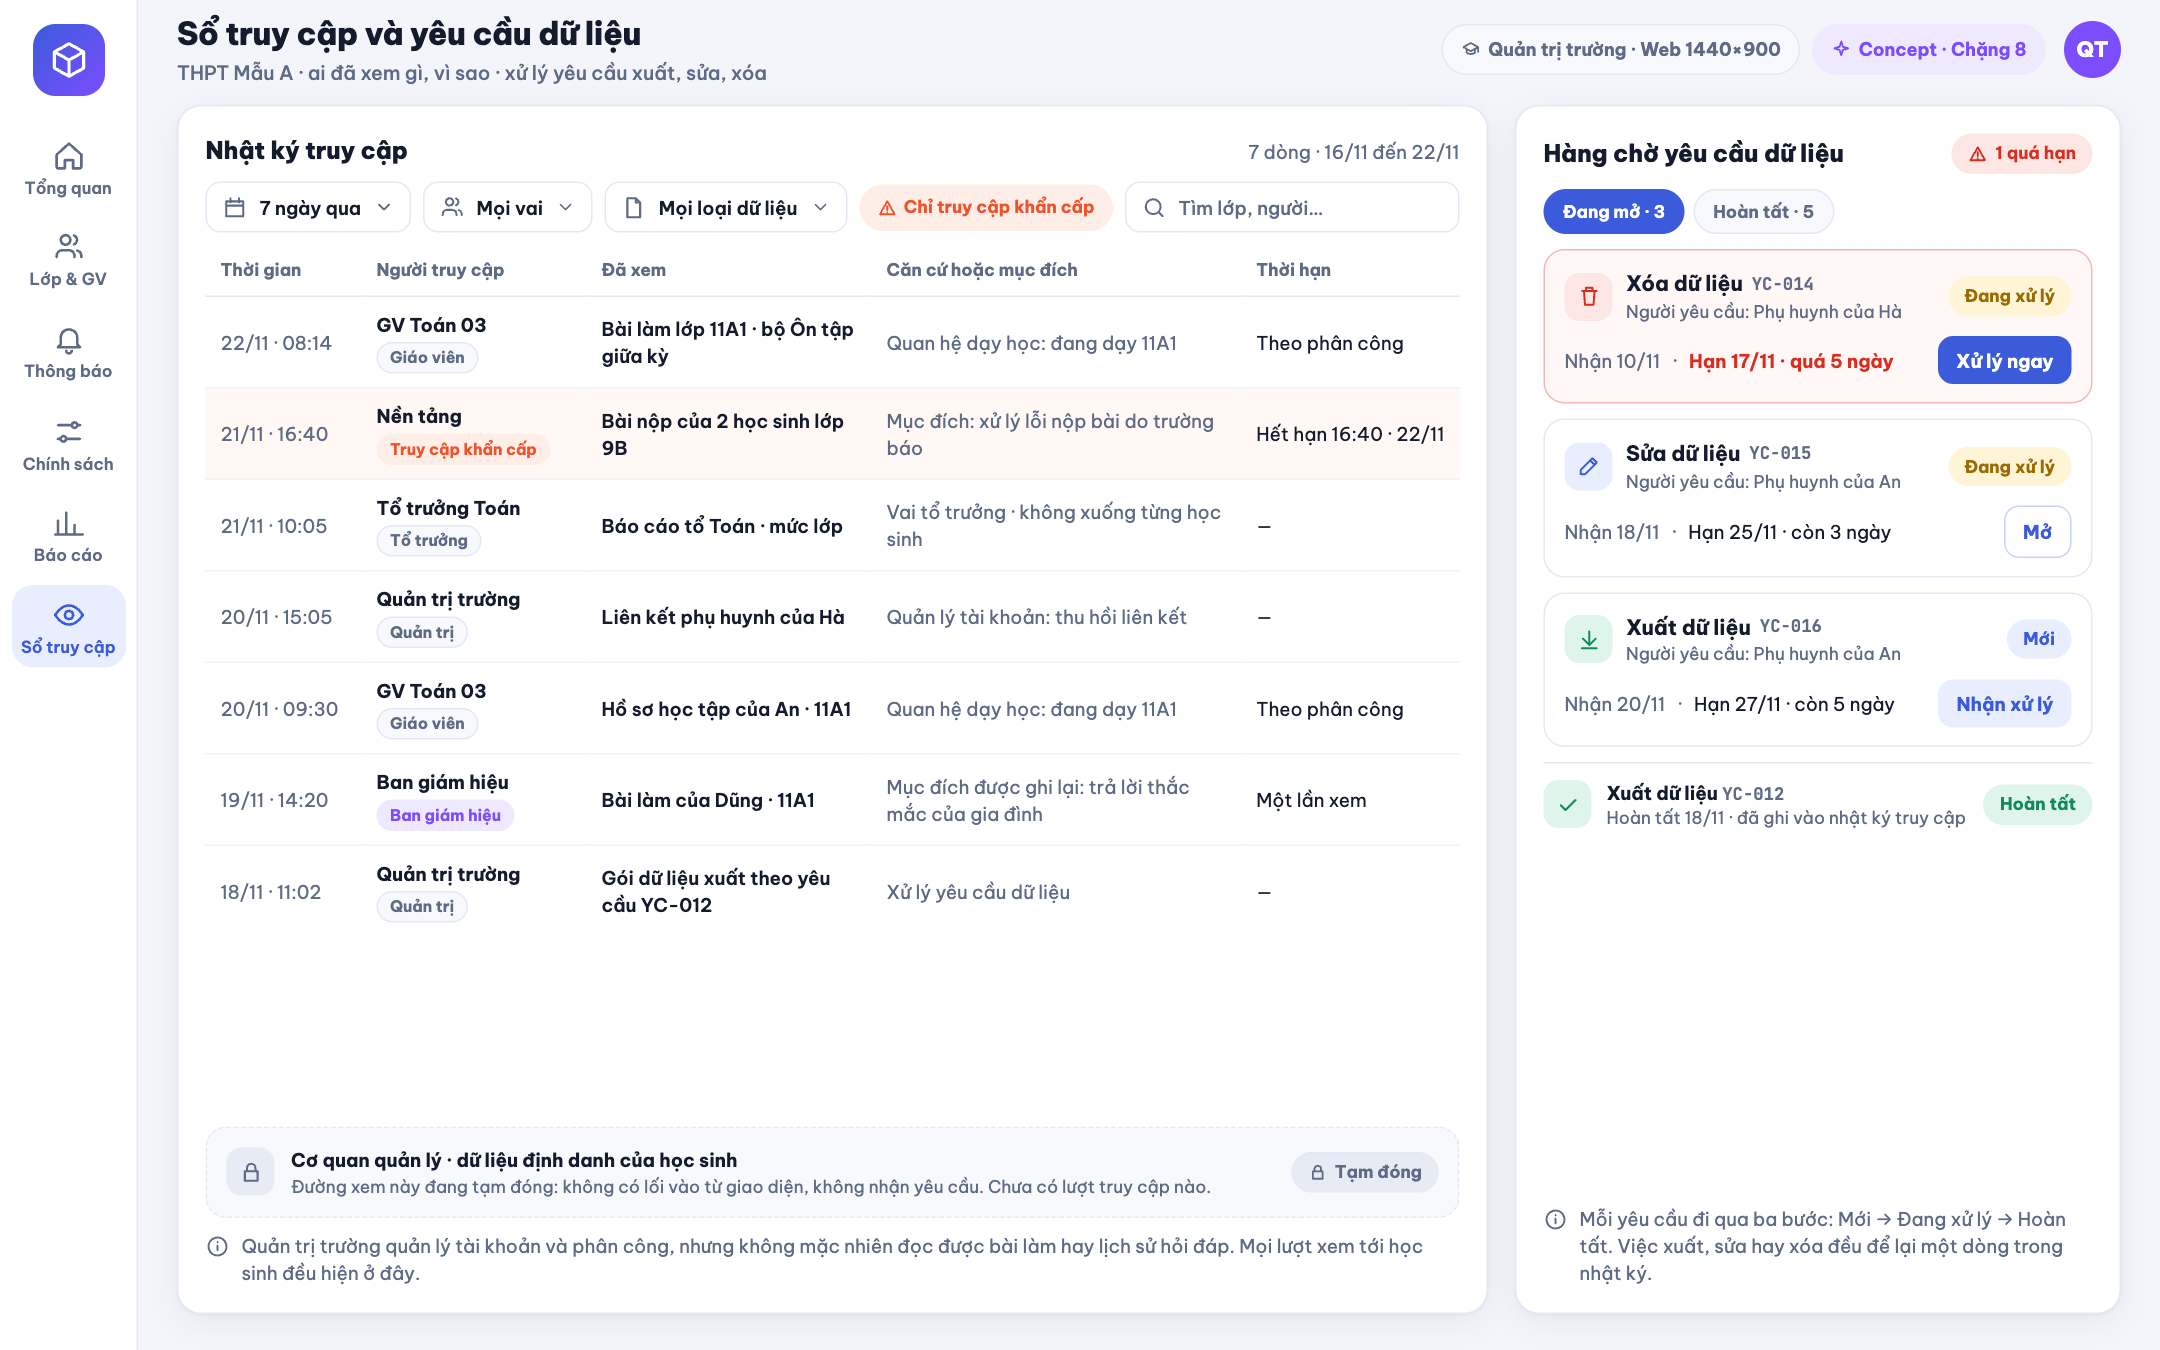 Sổ truy cập và yêu cầu dữ liệu
THPT Mẫu A · ai đã xem gì, vì sao · xử lý yêu cầu xuất, sửa, xóa
Quản trị trường · Web 1440×900
Concept · Chặng 8
QT
Tổng quan
Lớp & GV
Thông báo
Chính sách
Báo cáo
Sổ truy cập
Nhật ký truy cập
7 dòng · 16/11 đến 22/11
7 ngày qua
Mọi vai
Mọi loại dữ liệu
Chỉ truy cập khẩn cấp
Tìm lớp, người...
Thời gian
Người truy cập
Đã xem
Căn cứ hoặc mục đích
Thời hạn
22/11 · 08:14
GV Toán 03
Giáo viên
Bài làm lớp 11A1 · bộ Ôn tập
giữa kỳ
Quan hệ dạy học: đang dạy 11A1
Theo phân công
21/11 · 16:40
Nền tảng
Truy cập khẩn cấp
Bài nộp của 2 học sinh lớp
9B
Mục đích: xử lý lỗi nộp bài do trường
báo
Hết hạn 16:40 · 22/11
21/11 · 10:05
Tổ trưởng Toán
Tổ trưởng
Báo cáo tổ Toán · mức lớp
Vai tổ trưởng · không xuống từng học
sinh
—
20/11 · 15:05
Quản trị trường
Quản trị
Liên kết phụ huynh của Hà
Quản lý tài khoản: thu hồi liên kết
—
20/11 · 09:30
GV Toán 03
Giáo viên
Hồ sơ học tập của An · 11A1
Quan hệ dạy học: đang dạy 11A1
Theo phân công
19/11 · 14:20
Ban giám hiệu
Ban giám hiệu
Bài làm của Dũng · 11A1
Mục đích được ghi lại: trả lời thắc
mắc của gia đình
Một lần xem
18/11 · 11:02
Quản trị trường
Quản trị
Gói dữ liệu xuất theo yêu
cầu YC-012
Xử lý yêu cầu dữ liệu
—
Cơ quan quản lý · dữ liệu định danh của học sinh
Đường xem này đang tạm đóng: không có lối vào từ giao diện, không nhận yêu cầu. Chưa có lượt truy cập nào.
Tạm đóng
Quản trị trường quản lý tài khoản và phân công, nhưng không mặc nhiên đọc được bài làm hay lịch sử hỏi đáp. Mọi lượt xem tới học
sinh đều hiện ở đây.
Hàng chờ yêu cầu dữ liệu
1 quá hạn
Đang mở · 3
Hoàn tất · 5
Xóa dữ liệu YC-014
Người yêu cầu: Phụ huynh của Hà
Đang xử lý
Nhận 10/11 · Hạn 17/11 · quá 5 ngày
Xử lý ngay
Sửa dữ liệu YC-015
Người yêu cầu: Phụ huynh của An
Đang xử lý
Nhận 18/11 · Hạn 25/11 · còn 3 ngày
Mở
Xuất dữ liệu YC-016
Người yêu cầu: Phụ huynh của An
Mới
Nhận 20/11 · Hạn 27/11 · còn 5 ngày
Nhận xử lý
Xuất dữ liệu YC-012
Hoàn tất 18/11 · đã ghi vào nhật ký truy cập
Hoàn tất
Mỗi yêu cầu đi qua ba bước: Mới → Đang xử lý → Hoàn
tất. Việc xuất, sửa hay xóa đều để lại một dòng trong
nhật ký.